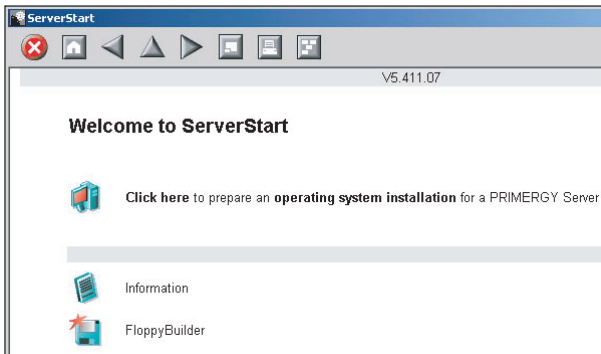 ServerStart
V5.411.07
Welcome to ServerStart
Click here to prepare an operating system installation for a PRIMERGY Server
Information
FloppyBuilder